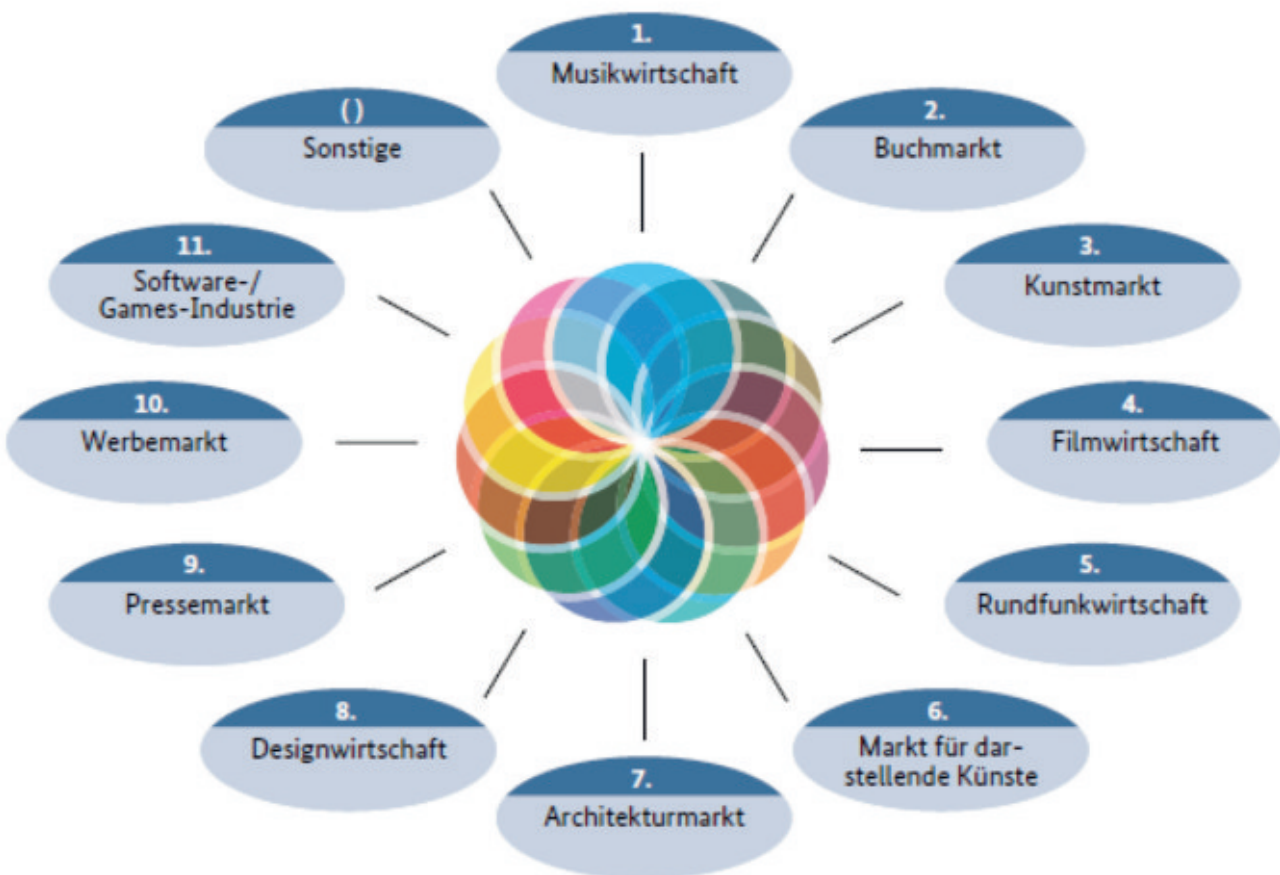 1.
Musikwirtschaft
2.
Buchmarkt
3.
Kunstmarkt
4.
Filmwirtschaft
5.
Rundfunkwirtschaft
6.
Markt für dar-
stellende Künste
7.
Architekturmarkt
8.
Designwirtschaft
9.
Pressemarkt
10.
Werbemarkt
11.
Software-/
Games-Industrie
( )
Sonstige